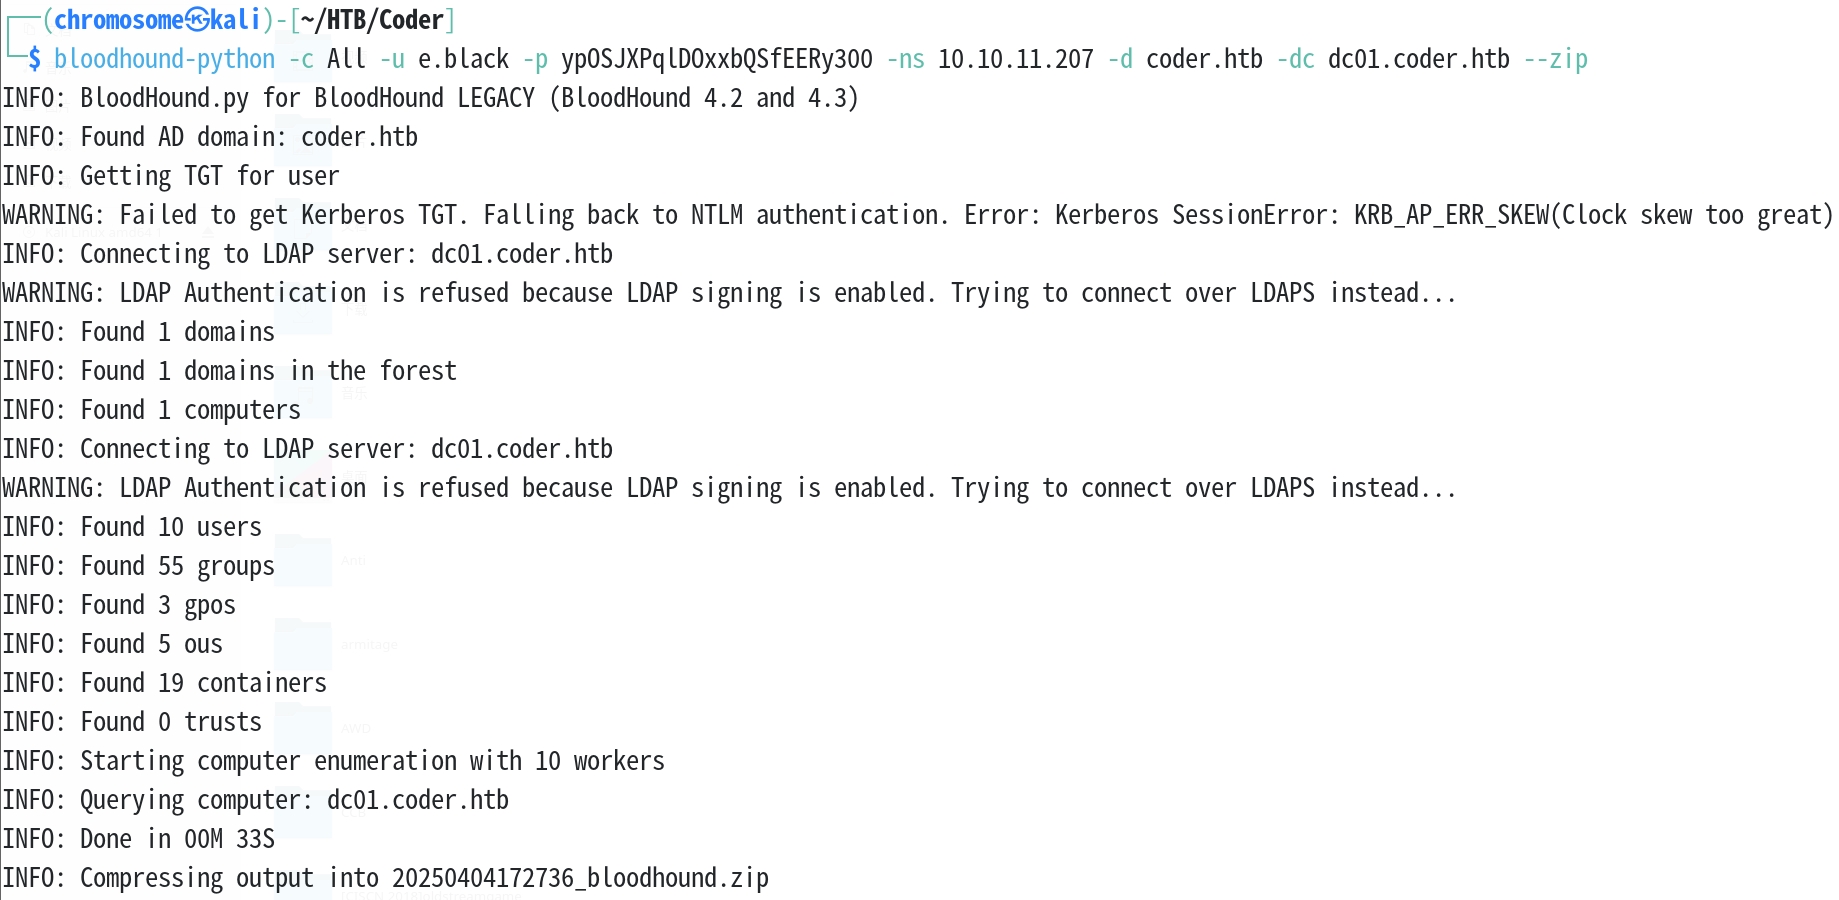 (chromosome㉿kali)-[~/HTB/Coder]
$ bloodhound-python -c All -u e.black -p ypOSJXPqlDOxxbQSfEERy300 -ns 10.10.11.207 -d coder.htb -dc dc01.coder.htb --zip
INFO: BloodHound.py for BloodHound LEGACY (BloodHound 4.2 and 4.3)
INFO: Found AD domain: coder.htb
INFO: Getting TGT for user
WARNING: Failed to get Kerberos TGT. Falling back to NTLM authentication. Error: Kerberos SessionError: KRB_AP_ERR_SKEW(Clock skew too great)
INFO: Connecting to LDAP server: dc01.coder.htb
WARNING: LDAP Authentication is refused because LDAP signing is enabled. Trying to connect over LDAPS instead...
INFO: Found 1 domains
INFO: Found 1 domains in the forest
INFO: Found 1 computers
INFO: Connecting to LDAP server: dc01.coder.htb
WARNING: LDAP Authentication is refused because LDAP signing is enabled. Trying to connect over LDAPS instead...
INFO: Found 10 users
INFO: Found 55 groups
INFO: Found 3 gpos
INFO: Found 5 ous
INFO: Found 19 containers
INFO: Found 0 trusts
INFO: Starting computer enumeration with 10 workers
INFO: Querying computer: dc01.coder.htb
INFO: Done in 00M 33S
INFO: Compressing output into 20250404172736_bloodhound.zip
Kali Linux amd64 1
音乐
Anti
armitage
AWD